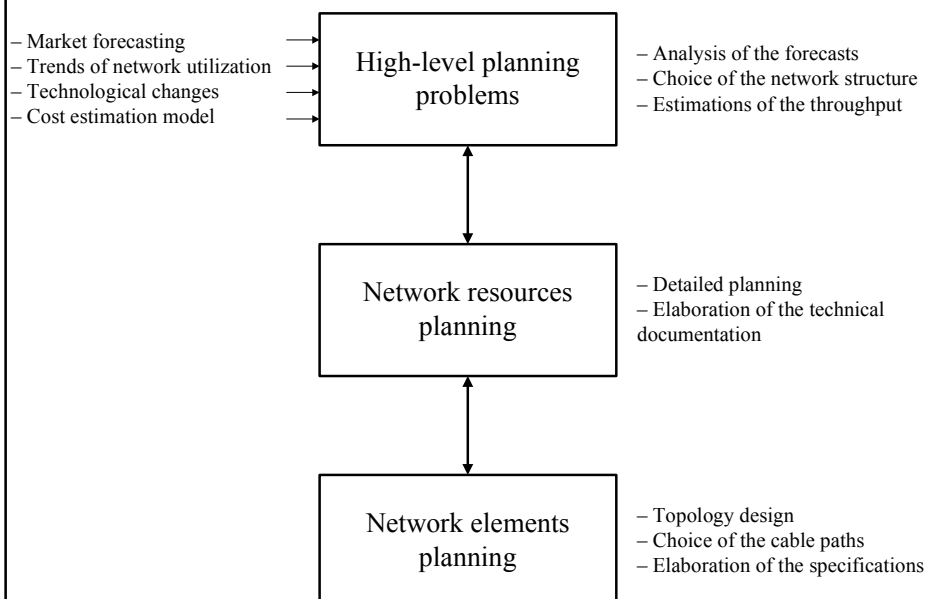 – Market forecasting
– Trends of network utilization
– Technological changes
– Cost estimation model
High-level planning
problems
– Analysis of the forecasts
– Choice of the network structure
– Estimations of the throughput
Network resources
planning
– Detailed planning
– Elaboration of the technical
documentation
Network elements
planning
– Topology design
– Choice of the cable paths
– Elaboration of the specifications